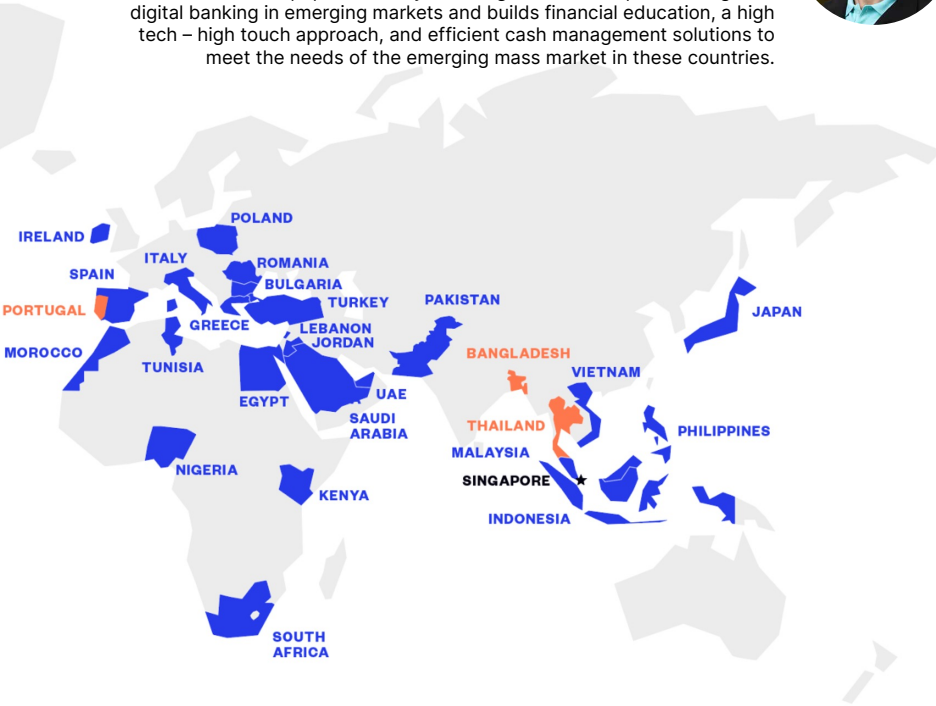 digital banking in emerging markets and builds financial education, a high
tech – high touch approach, and efficient cash management solutions to
meet the needs of the emerging mass market in these countries.
POLAND
IRELAND
ITALY
ROMANIA
SPAIN
BULGARIA
PORTUGAL
TURKEY
PAKISTAN
JAPAN
GREECE
LEBANON
JORDAN
MOROCCO
BANGLADESH
TUNISIA
VIETNAM
EGYPT
UAE
SAUDI
ARABIA
THAILAND
PHILIPPINES
MALAYSIA
NIGERIA
SINGAPORE
KENYA
INDONESIA
SOUTH
AFRICA